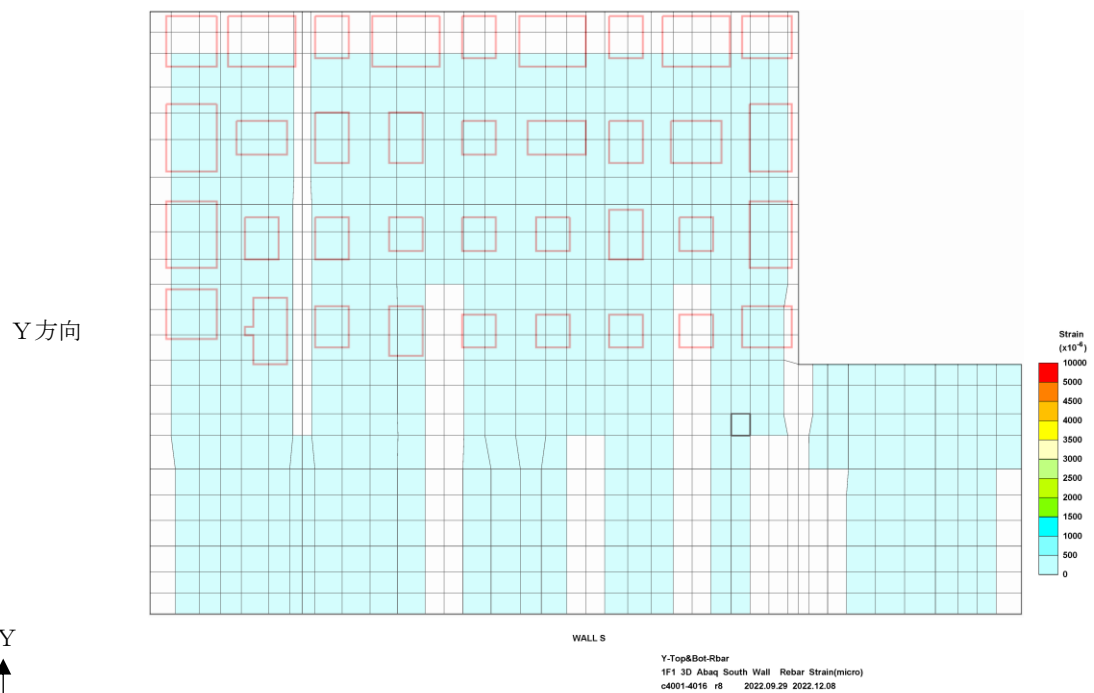 Ｙ方向
Strain
(x10⁻⁶)
10000
5000
4500
4000
3500
3000
2500
2000
1500
1000
500
0
WALL S
Y
Y-Top&Bot-Rbar
1F1 3D Abaq South Wall Rebar Strain(micro)
c4001-4016 r8 2022.09.29 2022.12.08